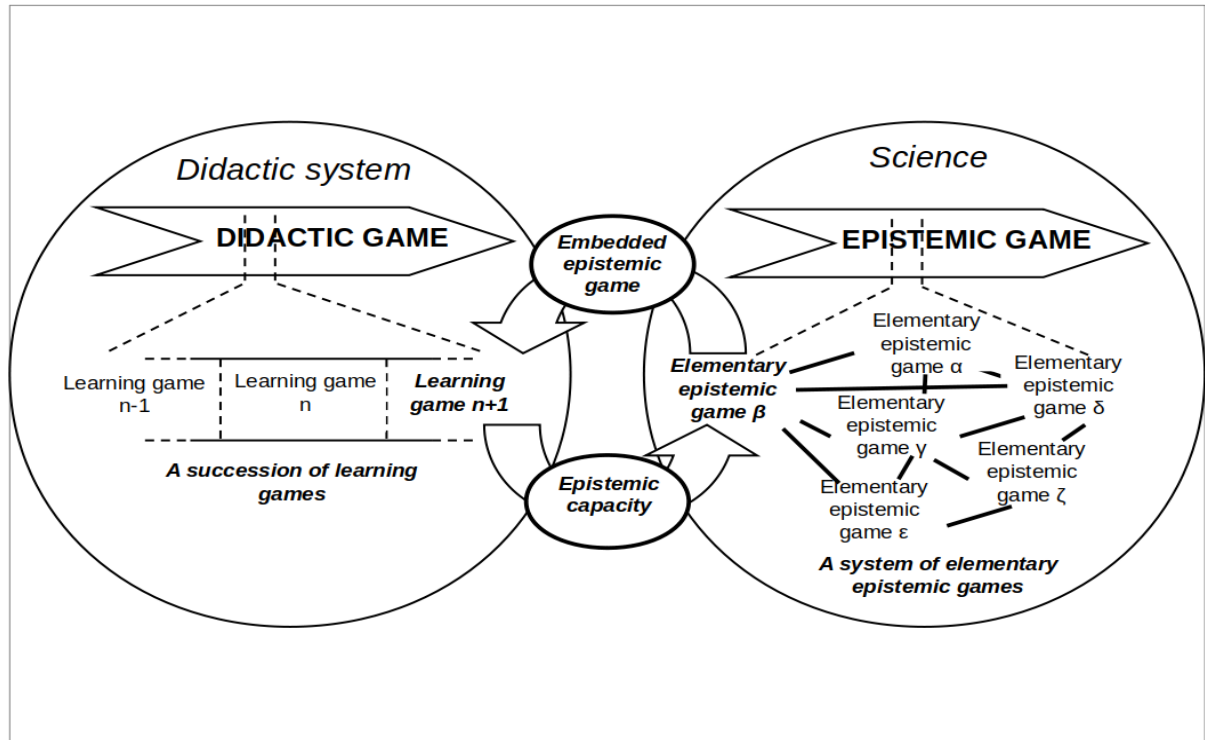 Didactic system
DIDACTIC GAME
Learning game
n-1
Learning game
n
Learning
game n+1
A succession of learning
games
Embedded
epistemic
game
Epistemic
capacity
Science
EPISTEMIC GAME
Elementary
epistemic
game α
Elementary
epistemic
game β
Elementary
epistemic
game δ
Elementary
epistemic
game γ
Elementary
epistemic
game ζ
Elementary
epistemic
game ε
A system of elementary
epistemic games